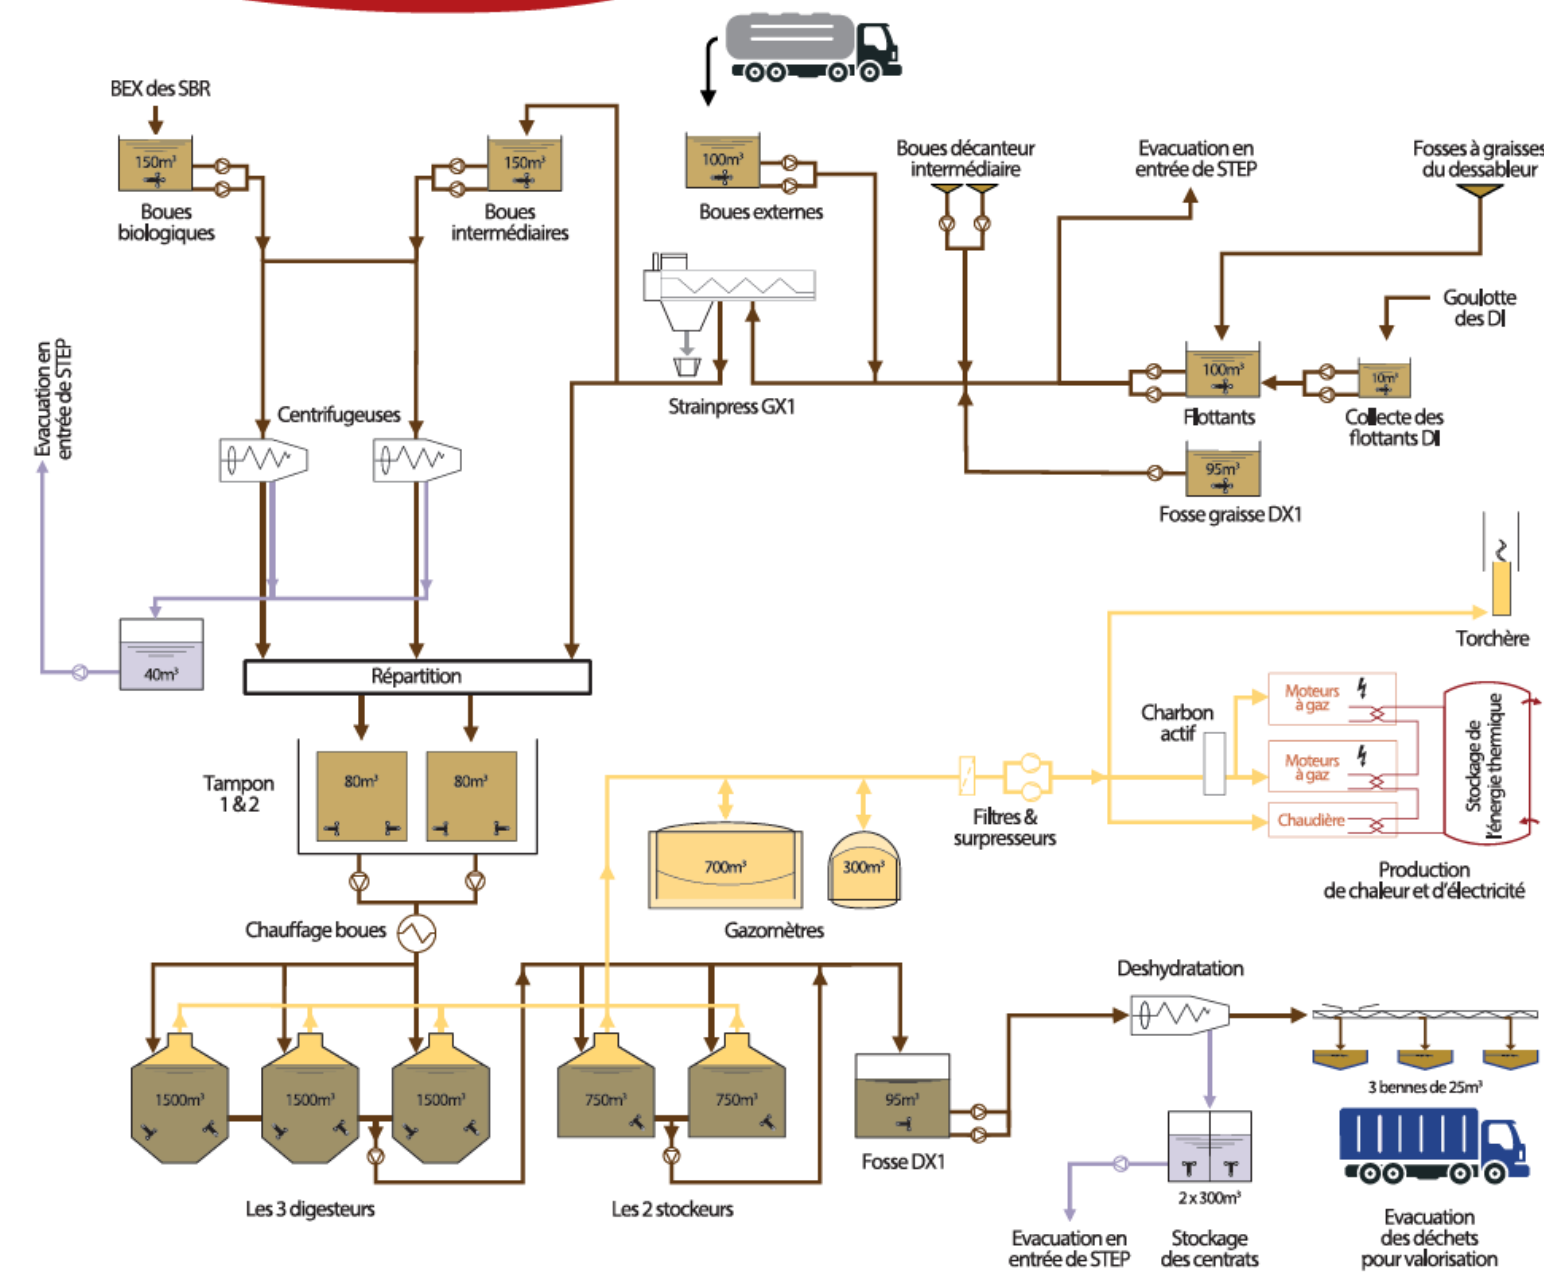 BEX des SBR
150m³
Boues
biologiques
150m³
Boues
intermédiaires
100m³
Boues externes
Boues décanteur
intermédiaire
Evacuation en
entrée de STEP
Fosses à graisses
du dessableur
Goulotte
des DI
100m³
Flottants
10m³
Collecte des
flottants DI
Strainpress GX1
95m³
Fosse graisse DX1
Evacuation en
entrée de STEP
Centrifugeuses
40m³
Répartition
Tampon
1 & 2
80m³
80m³
Chauffage boues
Torchère
Charbon
actif
Moteurs
à gaz
Moteurs
à gaz
Chaudière
Stockage de
l'énergie thermique
Production
de chaleur et d'électricité
Filtres &
surpresseurs
700m³
300m³
Gazomètres
1500m³
1500m³
1500m³
Les 3 digesteurs
750m³
750m³
Les 2 stockeurs
95m³
Fosse DX1
Deshydratation
3 bennes de 25m³
2 x 300m³
Evacuation en
entrée de STEP
Stockage
des centrats
Evacuation
des déchets
pour valorisation